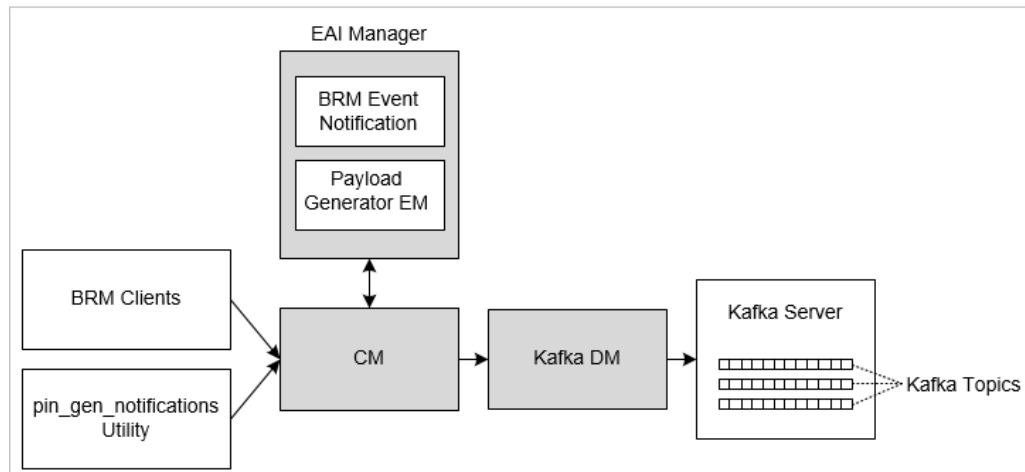 EAI Manager
BRM Event
Notification
Payload
Generator EM
BRM Clients
pin_gen_notifications
Utility
CM
Kafka DM
Kafka Server
Kafka Topics